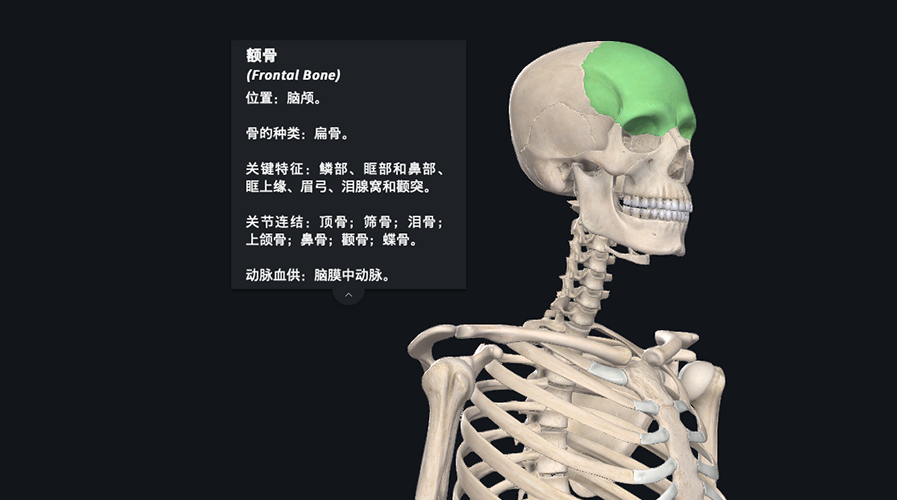 额骨
(Frontal Bone)
位置：脑颅。
骨的种类：扁骨。
关键特征：鳞部、眶部和鼻部、
眶上缘、眉弓、泪腺窝和颧突。
关节连结：顶骨；筛骨；泪骨；
上颌骨；鼻骨；颧骨；蝶骨。
动脉血供：脑膜中动脉。